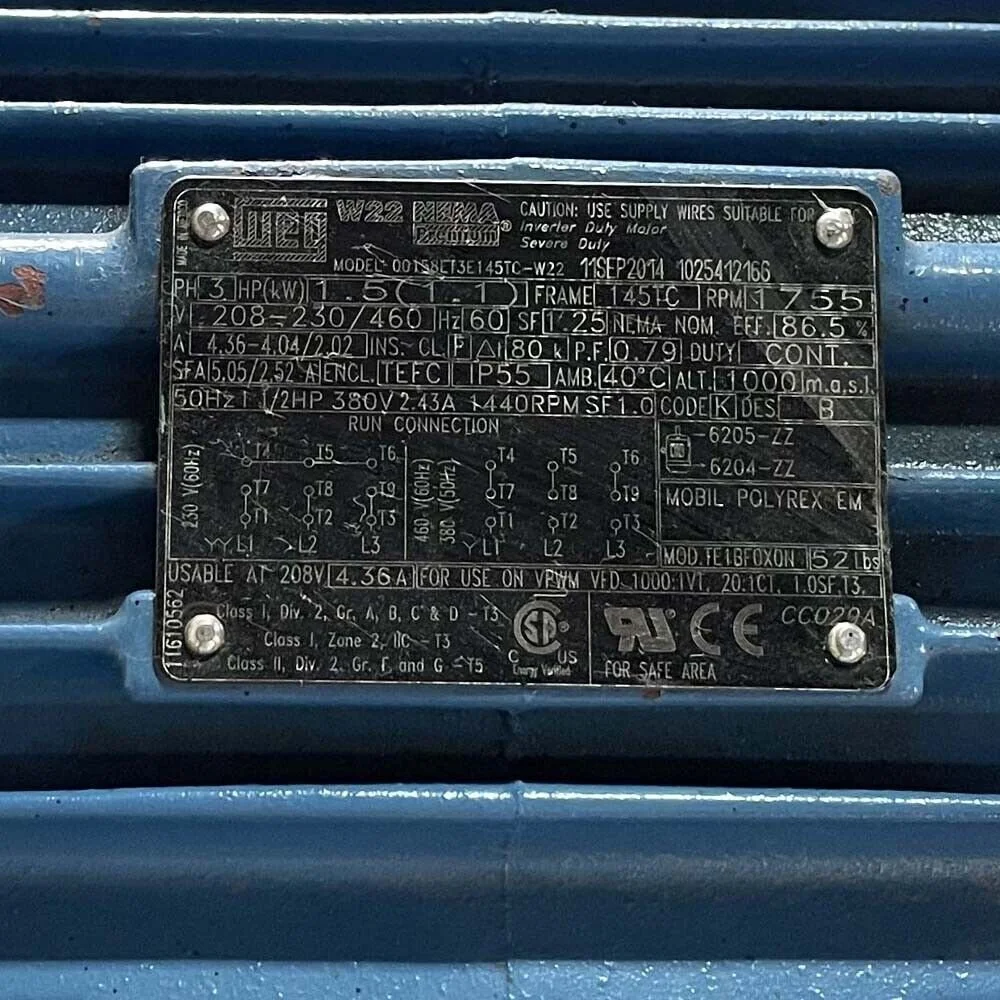 WEG W22 NEMA Premium® CAUTION: USE SUPPLY WIRES SUITABLE FOR
Inverter Duty Motor
Severe Duty
MADE
MODEL 00158ET3E145TC-W22 11SEP2014 1025412166
PH 3 HP(kW) 1.5(1.1) FRAME 145TC RPM 1755
V 208-230/460 Hz 60 SF 1.25 NEMA NOM. EFF. 86.5 %
A 4.36-4.04/2.02 INS. CL. F Δt 80 K P.F. 0.79 DUTY CONT.
SFA 5.05/2.52 A ENCL. TEFC IP55 AMB. 40°C ALT. 1000 m.a.s.l.
50Hz 1 1/2HP 380V 2.43A 1440RPM SF1.0 CODE K DES B
RUN CONNECTION
6205-ZZ
6204-ZZ
MOBIL POLYREX EM
230 V(60Hz)
T4 T5 T6
T7 T8 T9
T1 T2 T3
YY L1 L2 L3
460 V(60Hz)
380 V(50Hz)
T4 T5 T6
T7 T8 T9
T1 T2 T3
Y L1 L2 L3
MOD.TE1BF0X0N 52 Lbs
USABLE AT 208V 4.36 A FOR USE ON VPWM VFD 1000:1VT, 20:1CT, 1.0SF,T3.
11610562
Class I, Div. 2, Gr. A, B, C & D - T3
Class I, Zone 2, IIC - T3
Class II, Div. 2, Gr. F and G - T5
SA
C US
Energy Verified
RU CE
FOR SAFE AREA
CC029A